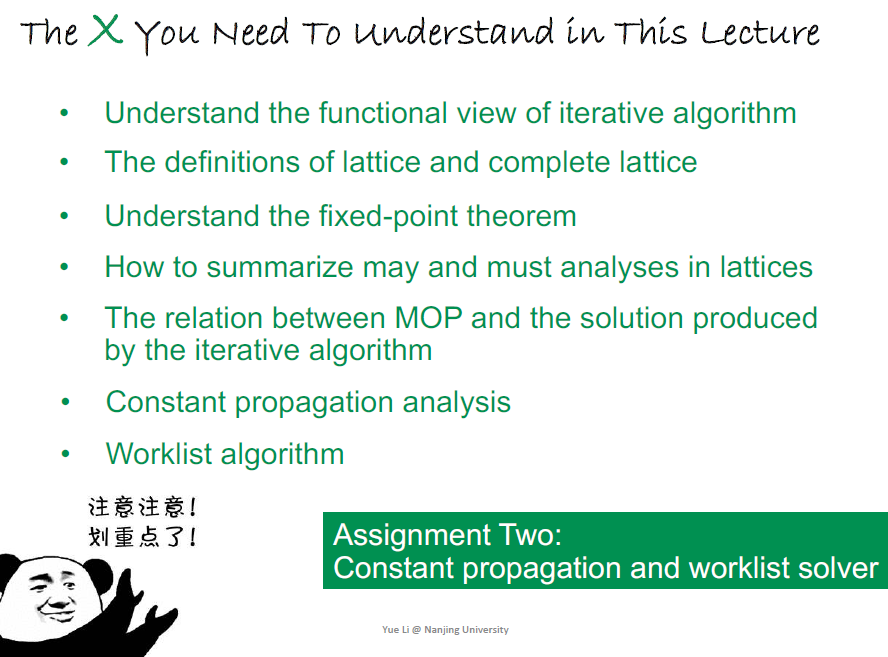 The X You Need To Understand in This Lecture
• Understand the functional view of iterative algorithm
• The definitions of lattice and complete lattice
• Understand the fixed-point theorem
• How to summarize may and must analyses in lattices
• The relation between MOP and the solution produced
by the iterative algorithm
• Constant propagation analysis
• Worklist algorithm
注意注意!
划重点了!
Assignment Two:
Constant propagation and worklist solver
Yue Li @ Nanjing University